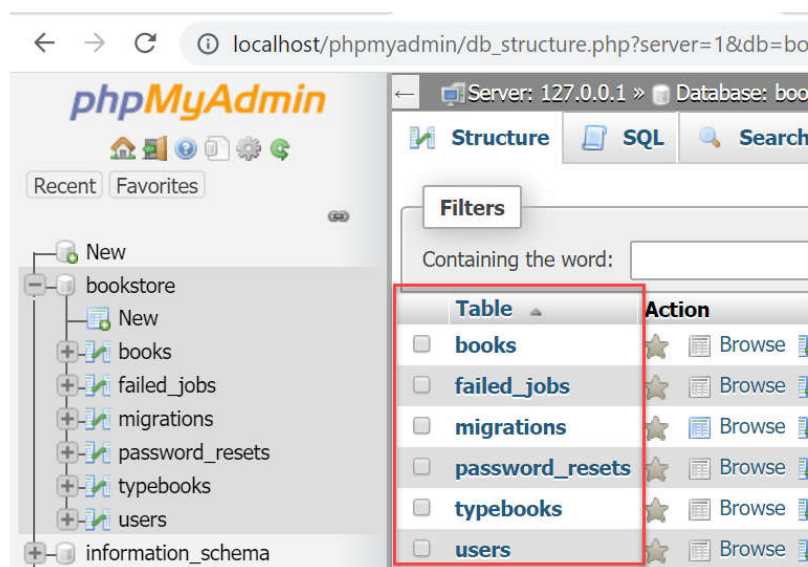 localhost/phpmyadmin/db_structure.php?server=1&db=bo
phpMyAdmin
Recent Favorites
New
bookstore
New
books
failed_jobs
migrations
password_resets
typebooks
users
information_schema
Server: 127.0.0.1 » Database: boo
Structure SQL Search
Filters
Containing the word:
Table Action
books Browse
failed_jobs Browse
migrations Browse
password_resets Browse
typebooks Browse
users Browse